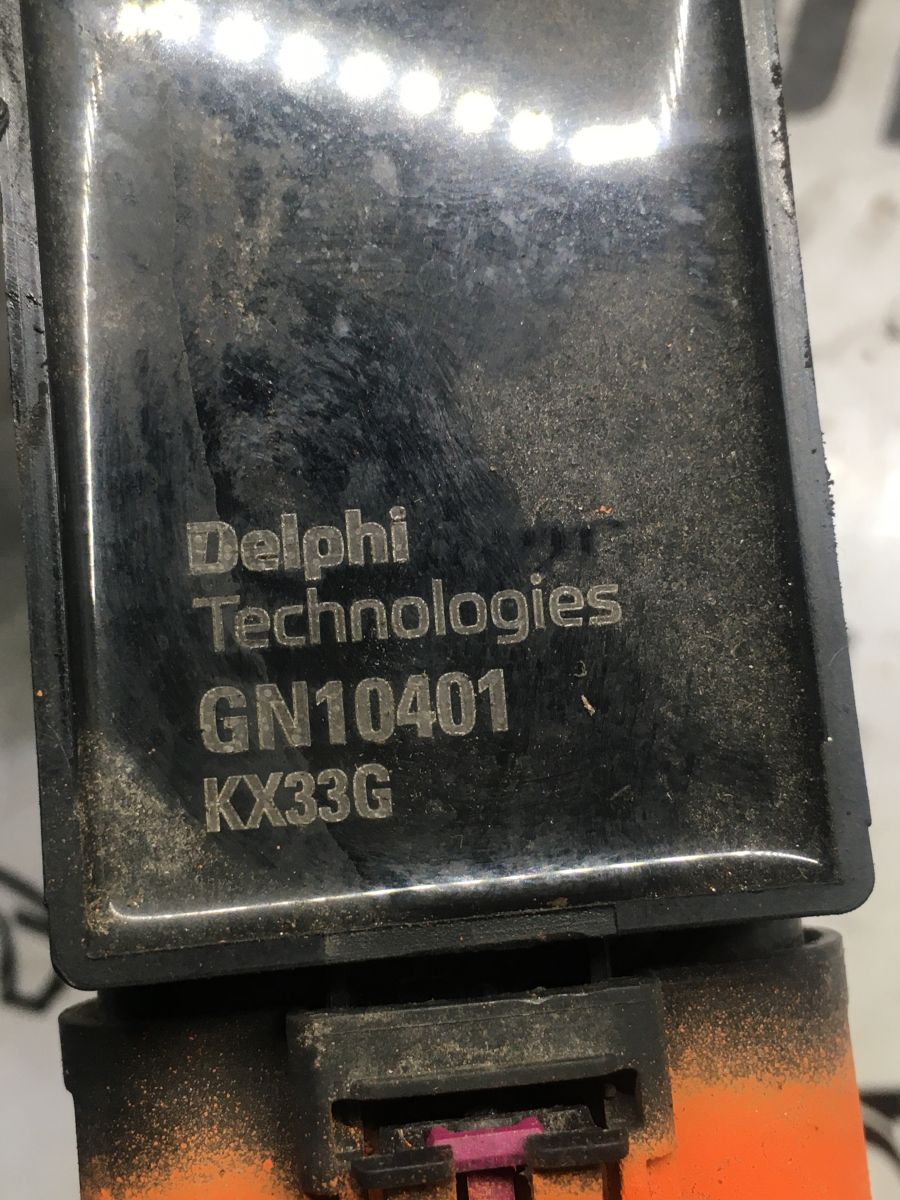 Delphi
Technologies
GN10401
KX33G